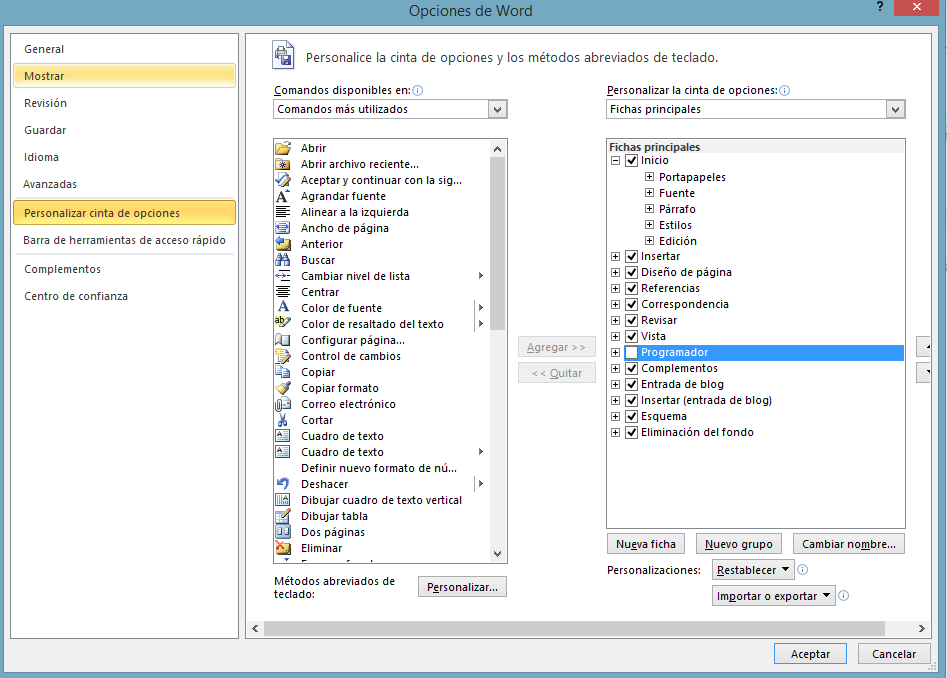 Opciones de Word
?
General
Mostrar
Revisión
Guardar
Idioma
Avanzadas
Personalizar cinta de opciones
Barra de herramientas de acceso rápido
Complementos
Centro de confianza
Personalice la cinta de opciones y los métodos abreviados de teclado.
Comandos disponibles en:
Comandos más utilizados
Abrir
Abrir archivo reciente...
Aceptar y continuar con la sig...
Agrandar fuente
Alinear a la izquierda
Ancho de página
Anterior
Buscar
Cambiar nivel de lista
Centrar
Color de fuente
Color de resaltado del texto
Configurar página...
Control de cambios
Copiar
Copiar formato
Correo electrónico
Cortar
Cuadro de texto
Cuadro de texto
Definir nuevo formato de nú...
Deshacer
Dibujar cuadro de texto vertical
Dibujar tabla
Dos páginas
Eliminar
Métodos abreviados de
teclado:
Personalizar...
Agregar >>
<< Quitar
Personalizar la cinta de opciones:
Fichas principales
Fichas principales
Inicio
Portapapeles
Fuente
Párrafo
Estilos
Edición
Insertar
Diseño de página
Referencias
Correspondencia
Revisar
Vista
Programador
Complementos
Entrada de blog
Insertar (entrada de blog)
Esquema
Eliminación del fondo
Nueva ficha
Nuevo grupo
Cambiar nombre...
Personalizaciones:
Restablecer
Importar o exportar
Aceptar
Cancelar